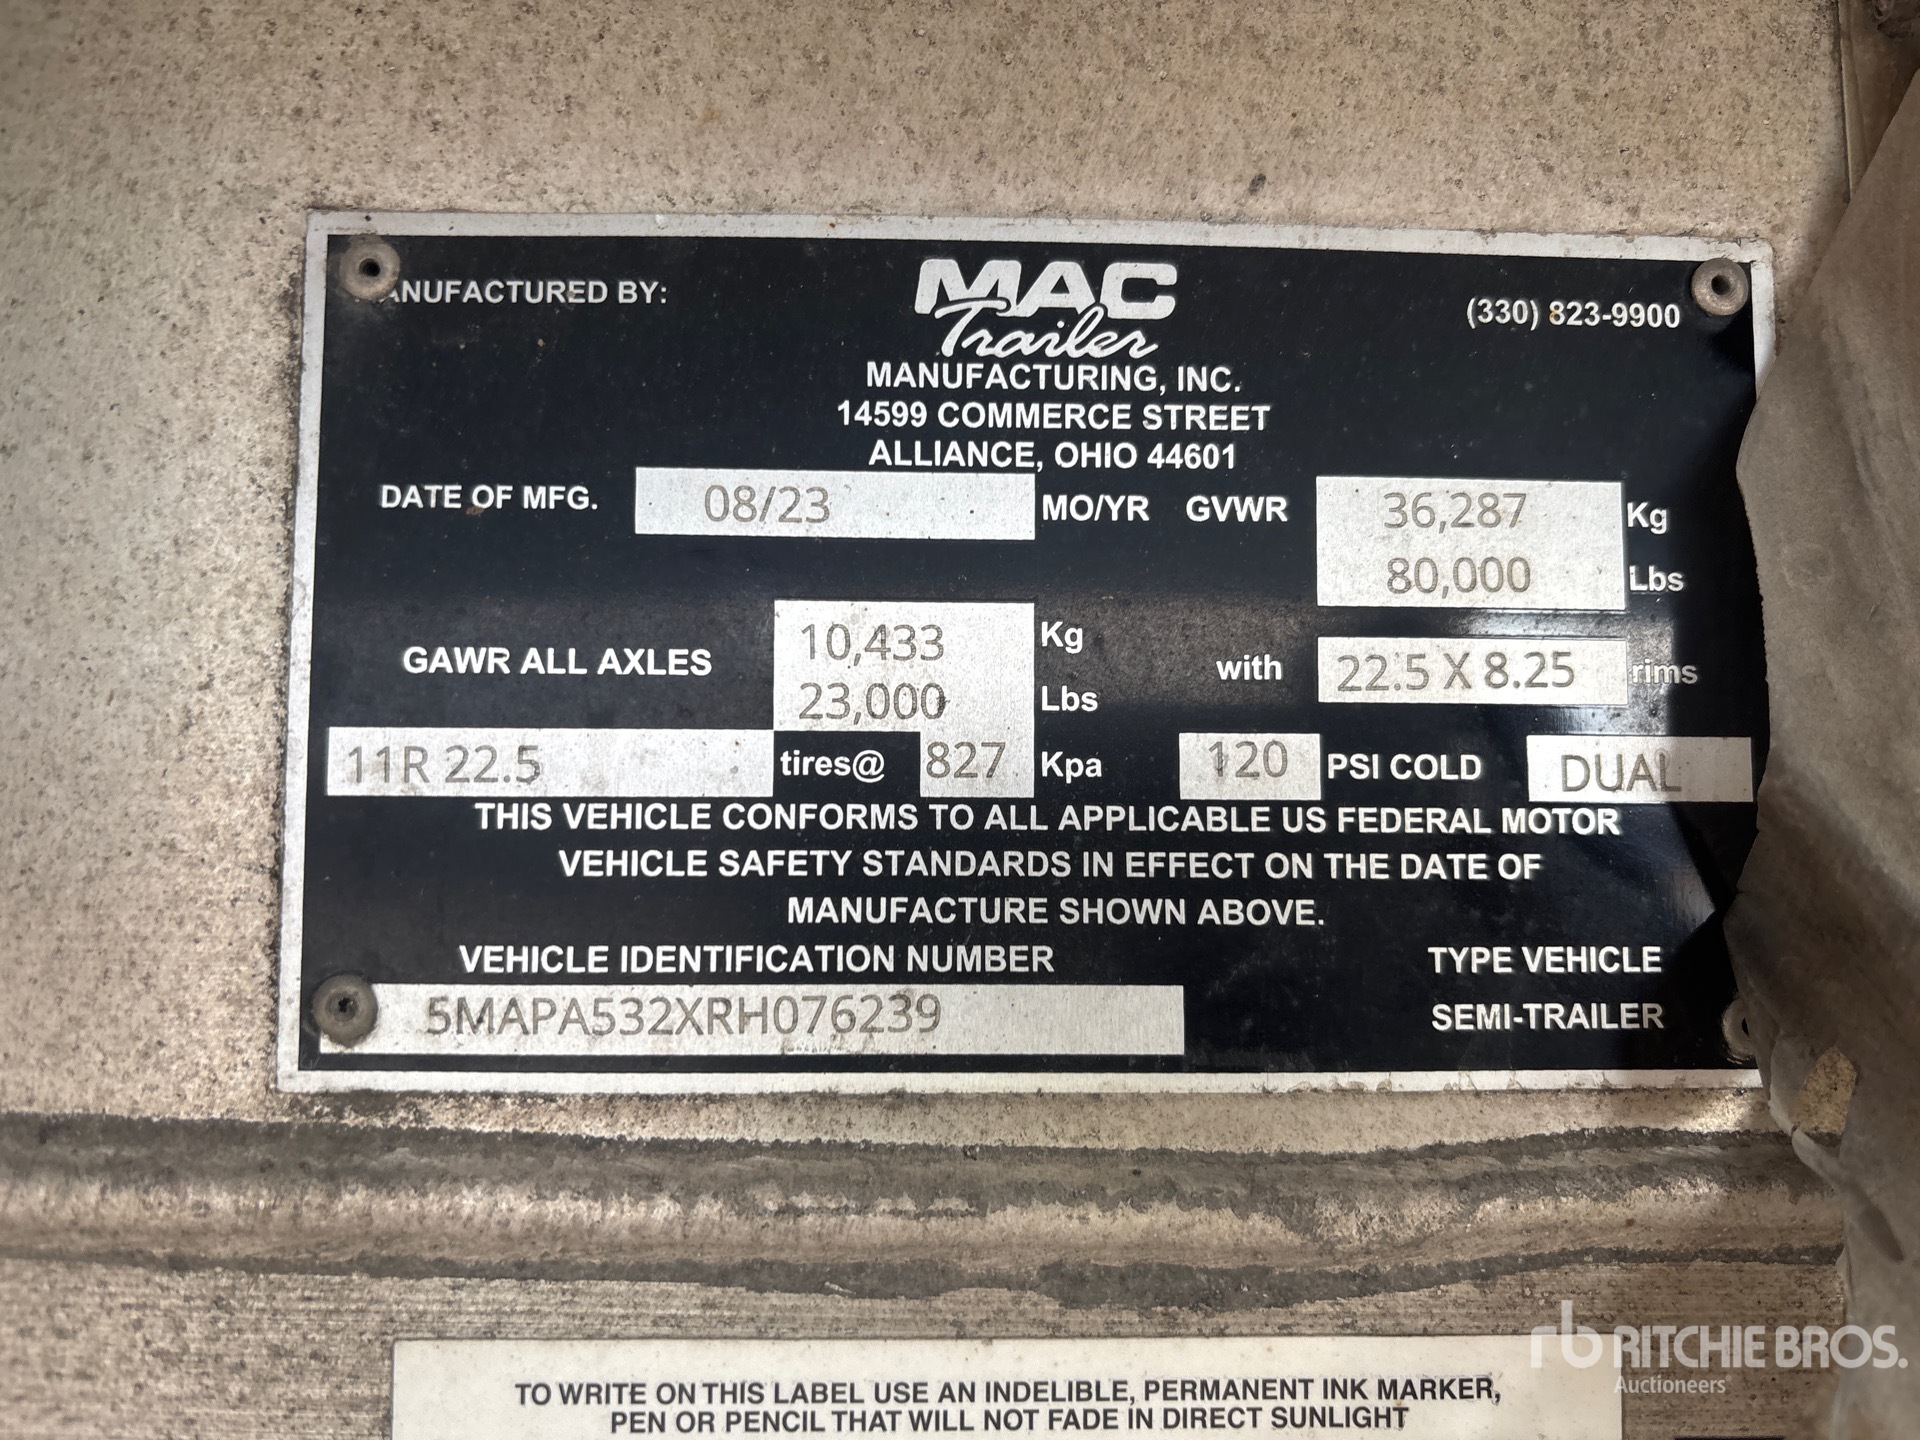 MANUFACTURED BY:
MAC
Trailer
(330) 823-9900
MANUFACTURING, INC.
14599 COMMERCE STREET
ALLIANCE, OHIO 44601
DATE OF MFG. 08/23 MO/YR GVWR 36,287 Kg
80,000 Lbs
GAWR ALL AXLES 10,433 Kg with 22.5 X 8.25 rims
23,000 Lbs
11R 22.5 tires@ 827 Kpa 120 PSI COLD DUAL
THIS VEHICLE CONFORMS TO ALL APPLICABLE US FEDERAL MOTOR
VEHICLE SAFETY STANDARDS IN EFFECT ON THE DATE OF
MANUFACTURE SHOWN ABOVE.
VEHICLE IDENTIFICATION NUMBER TYPE VEHICLE
5MAPA532XRH076239 SEMI-TRAILER
TO WRITE ON THIS LABEL USE AN INDELIBLE, PERMANENT INK MARKER,
PEN OR PENCIL THAT WILL NOT FADE IN DIRECT SUNLIGHT
rb RITCHIE BROS.
Auctioneers